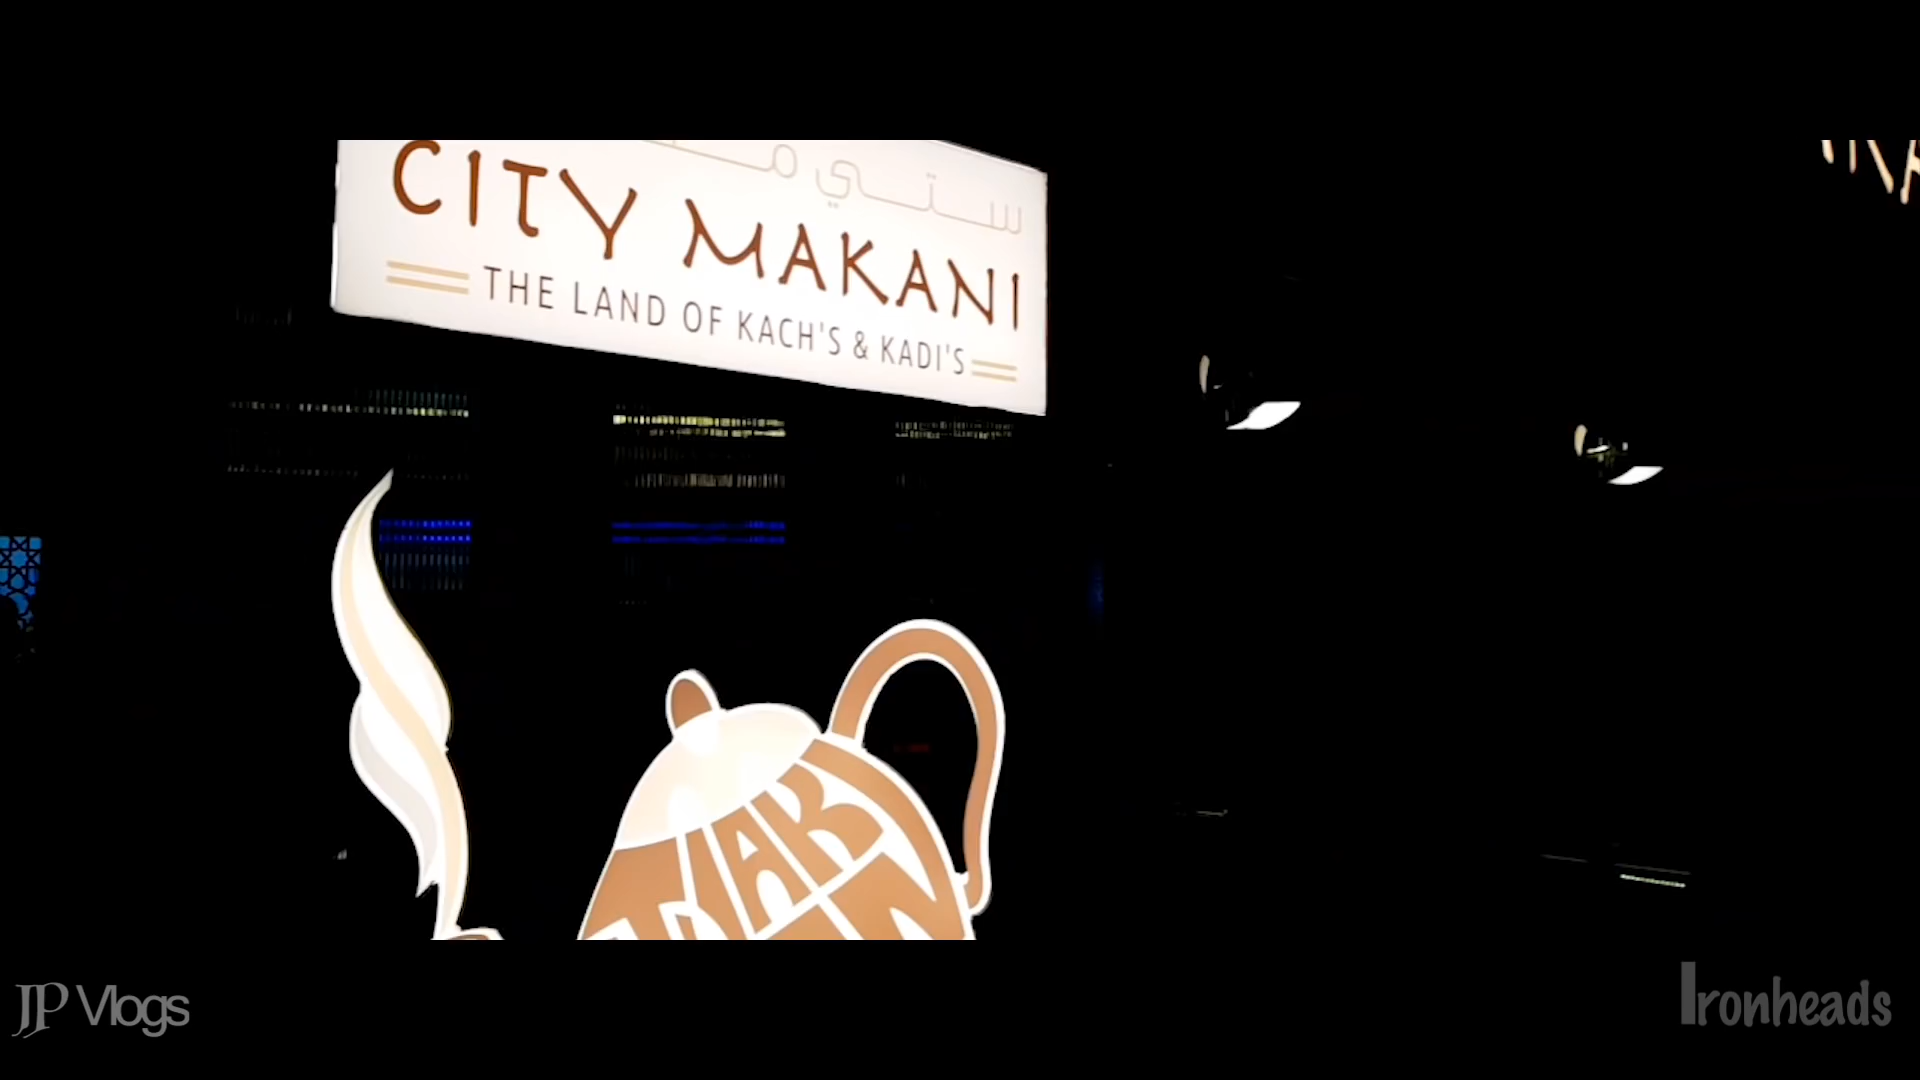 ستي
CITY MAKANI
THE LAND OF KACH'S & KADI'S
JP Vlogs
Ironheads